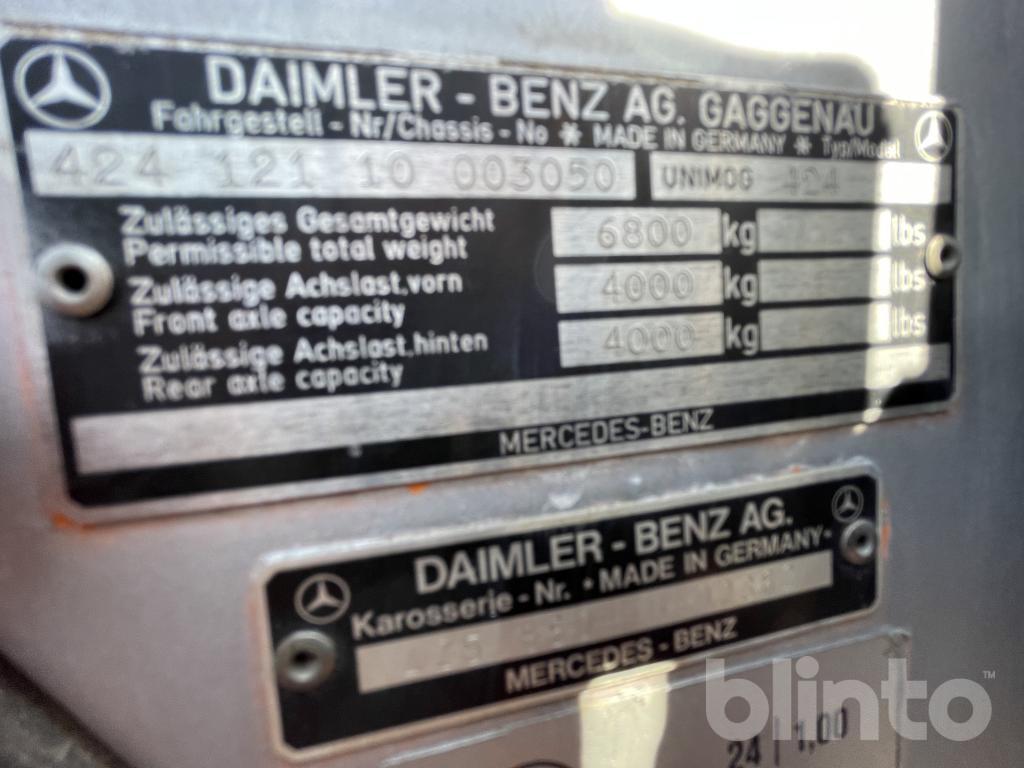 DAIMLER - BENZ AG. GAGGENAU
Fahrgestell - Nr/Chassis - No * MADE IN GERMANY * Typ/Modell
424 121 10 003050 UNIMOG 424
Zulässiges Gesamtgewicht
Permissible total weight
6800 kg lbs
Zulässige Achslast.vorn
Front axle capacity
4000 kg lbs
Zulässige Achslast.hinten
Rear axle capacity
4000 kg lbs
MERCEDES-BENZ
DAIMLER - BENZ AG.
Karosserie - Nr. • MADE IN GERMANY -
MERCEDES - BENZ
blinto™
24 | 1,00